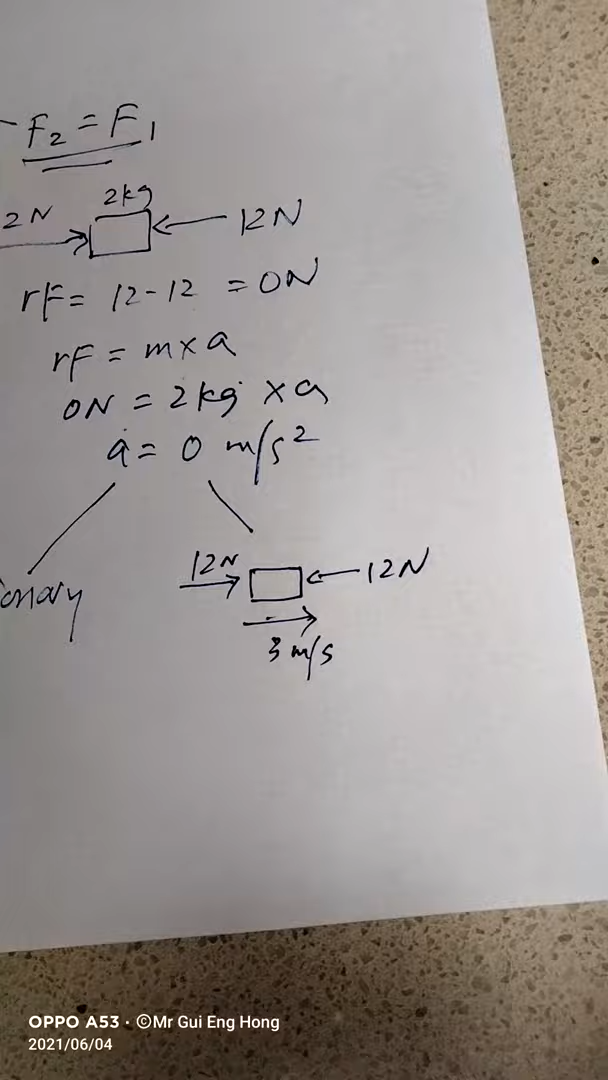 F₂ = F₁
2kg
2N
12N
rF = 12-12 = 0N
rF = m x a
0N = 2kg x a
a = 0 m/s²
12N
12N
onary
3 m/s
OPPO A53 · ©Mr Gui Eng Hong
2021/06/04